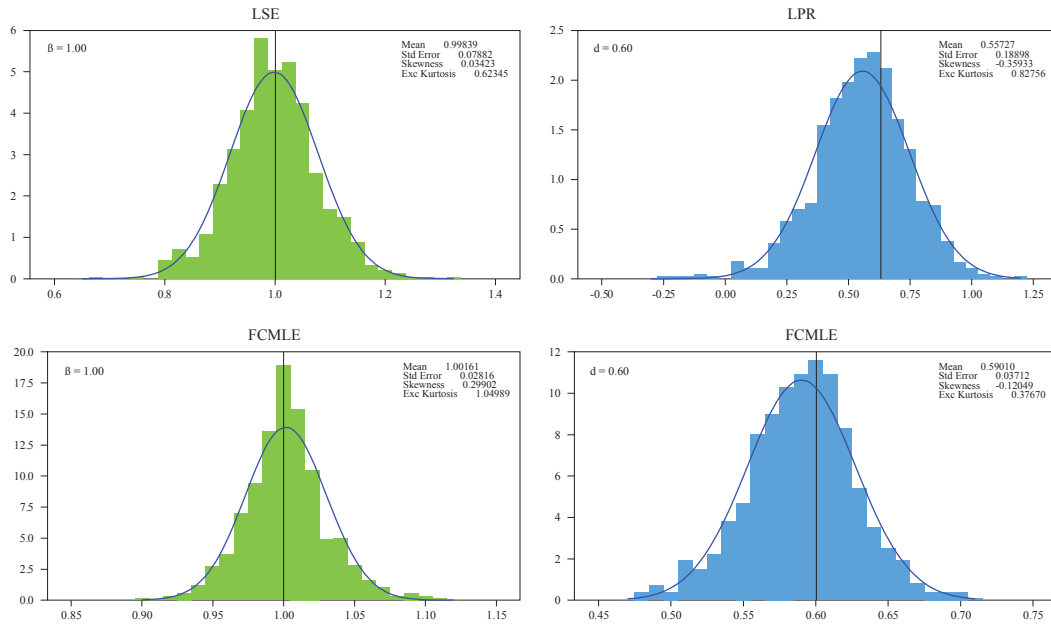 LSE
ß = 1.00
Mean 0.99839
Std Error 0.07882
Skewness 0.03423
Exc Kurtosis 0.62345
6
5
4
3
2
1
0
0.6 0.8 1.0 1.2 1.4
LPR
d = 0.60
Mean 0.55727
Std Error 0.18898
Skewness -0.35933
Exc Kurtosis 0.82756
2.5
2.0
1.5
1.0
0.5
0.0
-0.50 -0.25 0.00 0.25 0.50 0.75 1.00 1.25
FCMLE
ß = 1.00
Mean 1.00161
Std Error 0.02816
Skewness 0.29902
Exc Kurtosis 1.04989
20.0
17.5
15.0
12.5
10.0
7.5
5.0
2.5
0.0
0.85 0.90 0.95 1.00 1.05 1.10 1.15
FCMLE
d = 0.60
Mean 0.59010
Std Error 0.03712
Skewness -0.12049
Exc Kurtosis 0.37670
12
10
8
6
4
2
0
0.45 0.50 0.55 0.60 0.65 0.70 0.75